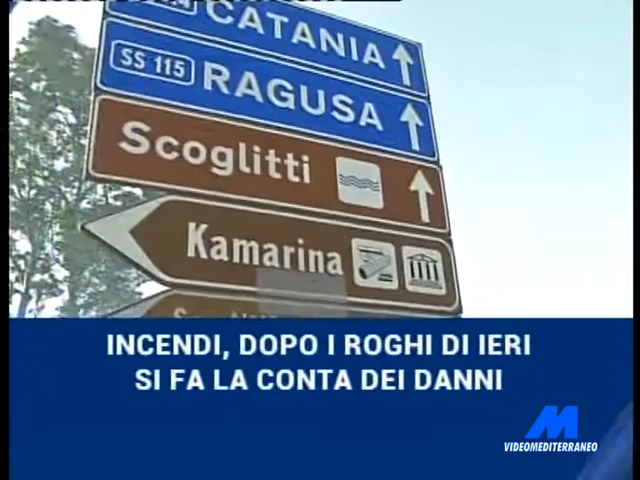 CATANIA
SS 115 RAGUSA
Scoglitti
Kamarina
INCENDI, DOPO I ROGHI DI IERI
SI FA LA CONTA DEI DANNI
VIDEOMEDITERRANEO